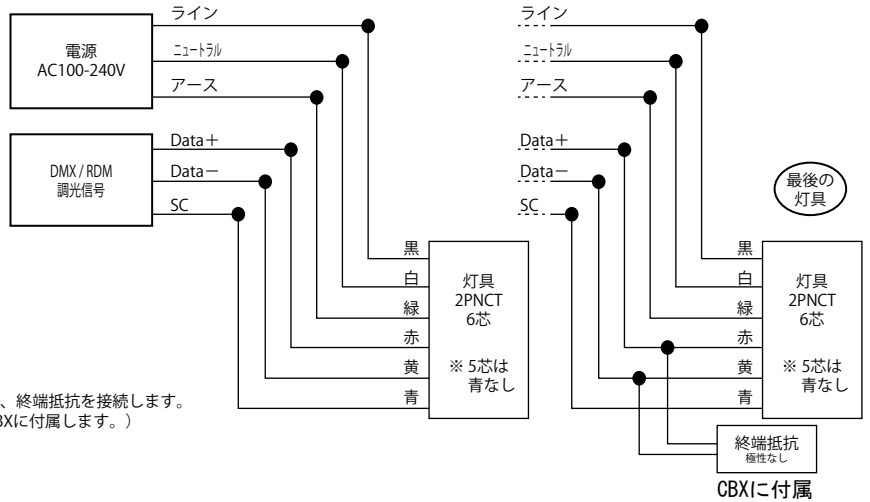 ライン
ニュートラル
アース
電源
AC100-240V
Data＋
Data－
SC
DMX / RDM
調光信号
黒
白
緑
赤
黄
青
灯具
2PNCT
6芯
※ 5芯は
青なし
、終端抵抗を接続します。
BXに付属します。）
ライン
ニュートラル
アース
Data＋
Data－
SC
最後の
灯具
黒
白
緑
赤
黄
青
灯具
2PNCT
6芯
※ 5芯は
青なし
終端抵抗
極性なし
CBXに付属